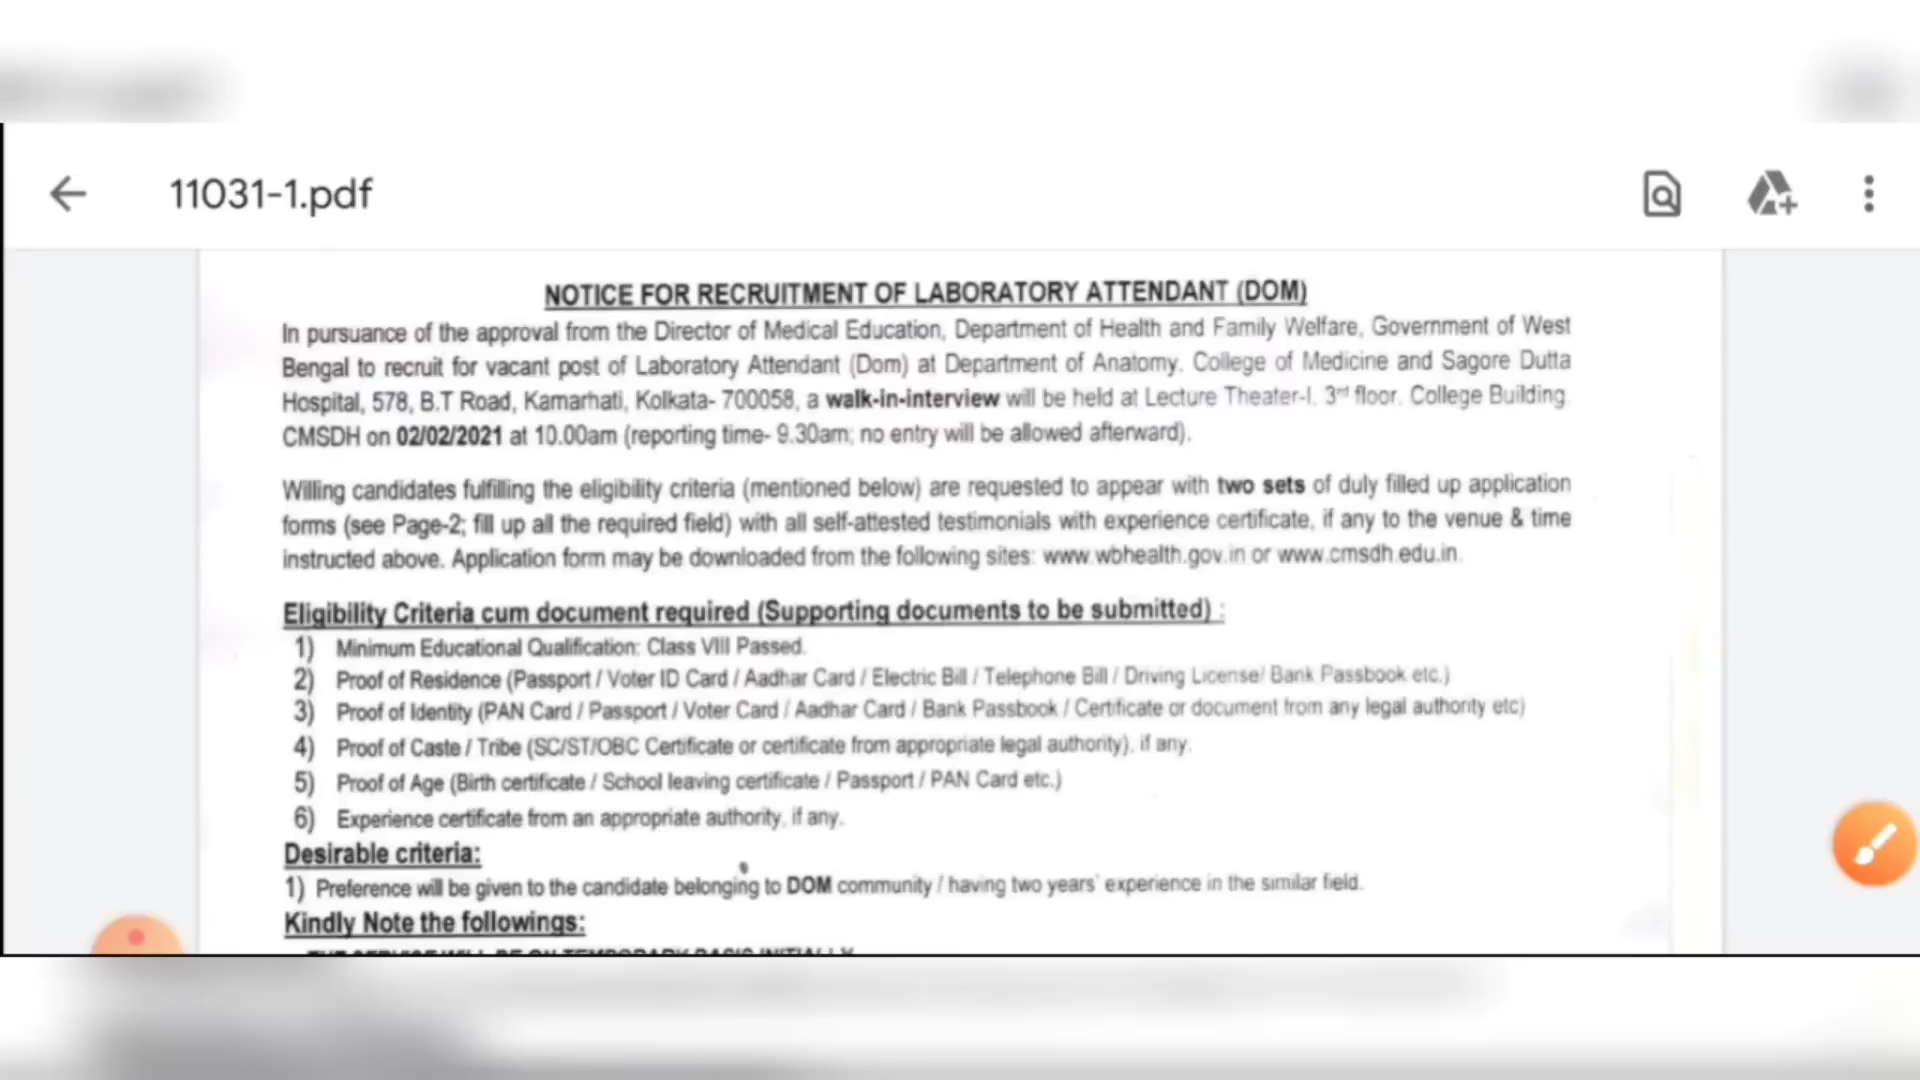 11031-1.pdf
NOTICE FOR RECRUITMENT OF LABORATORY ATTENDANT (DOM)
In pursuance of the approval from the Director of Medical Education, Department of Health and Family Welfare, Government of West
Bengal to recruit for vacant post of Laboratory Attendant (Dom) at Department of Anatomy, College of Medicine and Sagore Dutta
Hospital, 578, B.T Road, Kamarhati, Kolkata- 700058, a walk-in-interview will be held at Lecture Theater-I, 3rd floor, College Building
CMSDH on 02/02/2021 at 10.00am (reporting time- 9.30am; no entry will be allowed afterward).
Willing candidates fulfilling the eligibility criteria (mentioned below) are requested to appear with two sets of duly filled up application
forms (see Page-2; fill up all the required field) with all self-attested testimonials with experience certificate, if any to the venue & time
instructed above. Application form may be downloaded from the following sites: www.wbhealth.gov.in or www.cmsdh.edu.in.
Eligibility Criteria cum document required (Supporting documents to be submitted) :
1) Minimum Educational Qualification: Class VIII Passed.
2) Proof of Residence (Passport / Voter ID Card / Aadhar Card / Electric Bill / Telephone Bill / Driving License/ Bank Passbook etc.)
3) Proof of Identity (PAN Card / Passport / Voter Card / Aadhar Card / Bank Passbook / Certificate or document from any legal authority etc)
4) Proof of Caste / Tribe (SC/ST/OBC Certificate or certificate from appropriate legal authority), if any.
5) Proof of Age (Birth certificate / School leaving certificate / Passport / PAN Card etc.)
6) Experience certificate from an appropriate authority, if any.
Desirable criteria:
1) Preference will be given to the candidate belonging to DOM community / having two years' experience in the similar field.
Kindly Note the followings:
THE SERVICE WILL BE ON TEMPORARY BASIS INITIALLY